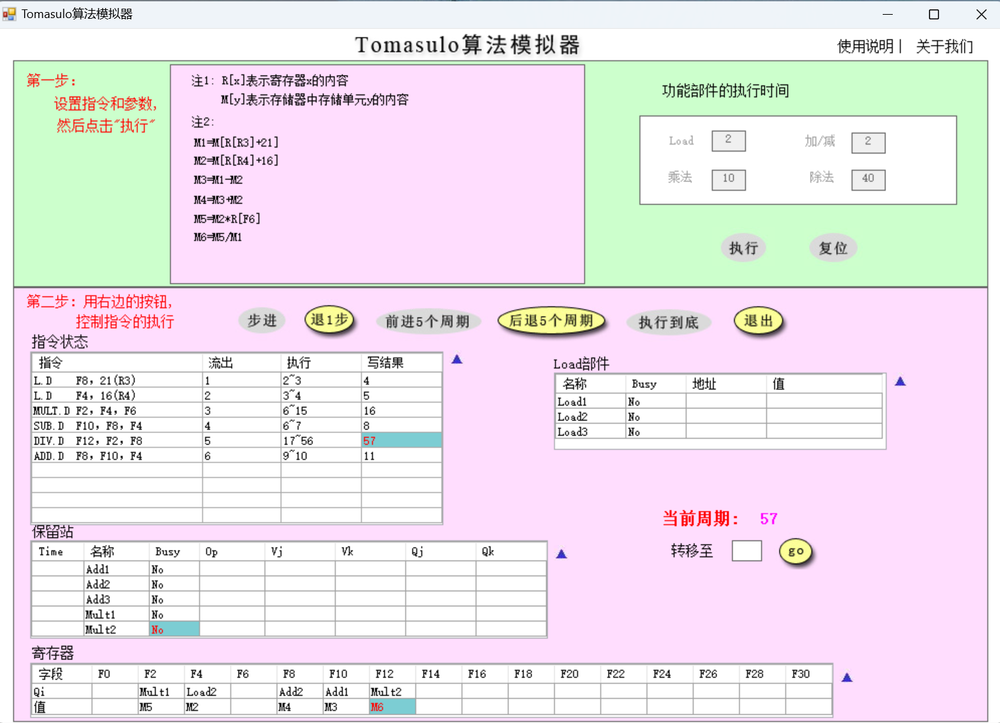 Tomasulo算法模拟器
Tomasulo算法模拟器
使用说明| 关于我们
第一步：
设置指令和参数，
然后点击"执行"
注1：R[x]表示寄存器x的内容
M[y]表示存储器中存储单元y的内容
注2：
M1=M[R[R3]+21]
M2=M[R[R4]+16]
M3=M1-M2
M4=M3+M2
M5=M2*R[F6]
M6=M5/M1
功能部件的执行时间
Load 2 加/减 2
乘法 10 除法 40
执行 复位
第二步：用右边的按钮，
控制指令的执行
步进 退1步 前进5个周期 后退5个周期 执行到底 退出
指令状态
指令 流出 执行 写结果
L.D F8, 21(R3) 1 2~3 4
L.D F4, 16(R4) 2 3~4 5
MULT.D F2, F4, F6 3 6~15 16
SUB.D F10, F8, F4 4 6~7 8
DIV.D F12, F2, F8 5 17~56 57
ADD.D F8, F10, F4 6 9~10 11
Load部件
名称 Busy 地址 值
Load1 No
Load2 No
Load3 No
当前周期： 57
转移至 go
保留站
Time 名称 Busy Op Vj Vk Qj Qk
Add1 No
Add2 No
Add3 No
Mult1 No
Mult2 No
寄存器
字段 F0 F2 F4 F6 F8 F10 F12 F14 F16 F18 F20 F22 F24 F26 F28 F30
Qi Mult1 Load2 Add2 Add1 Mult2
值 M5 M2 M4 M3 M6